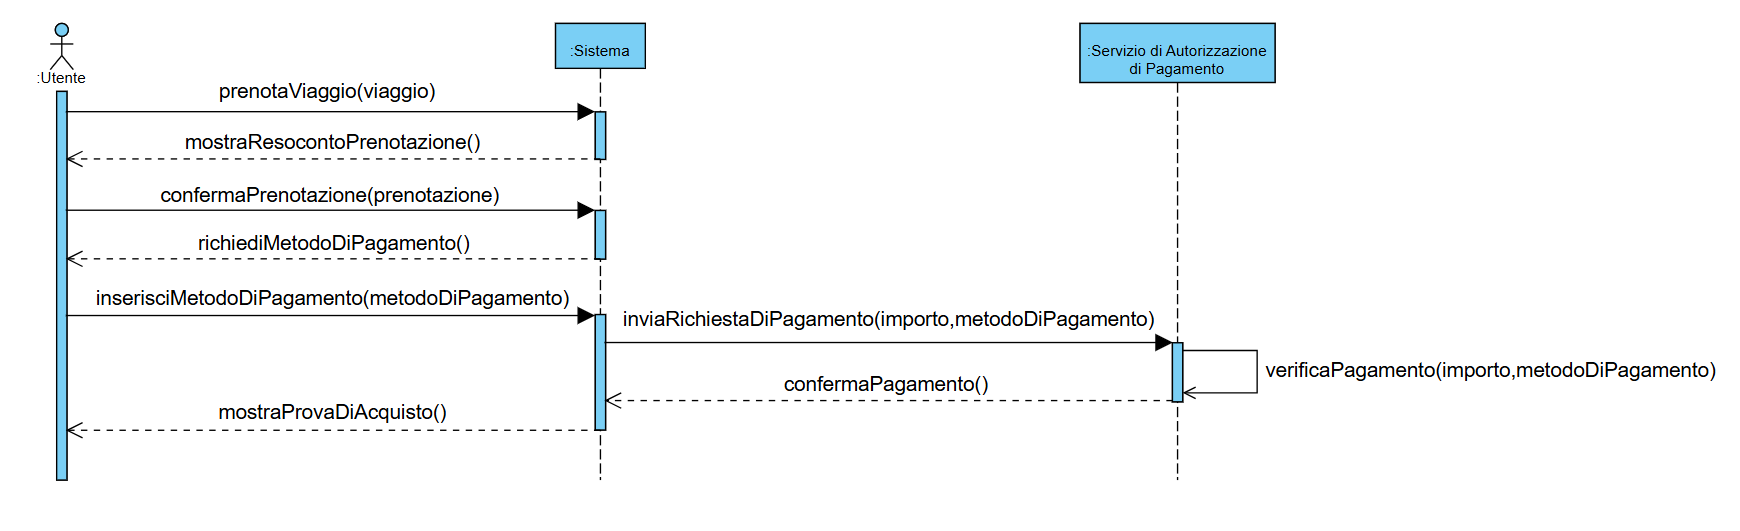 :Utente
:Sistema
:Servizio di Autorizzazione
di Pagamento
prenotaViaggio(viaggio)
mostraResocontoPrenotazione()
confermaPrenotazione(prenotazione)
richiediMetodoDiPagamento()
inserisciMetodoDiPagamento(metodoDiPagamento)
inviaRichiestaDiPagamento(importo,metodoDiPagamento)
verificaPagamento(importo,metodoDiPagamento)
confermaPagamento()
mostraProvaDiAcquisto()